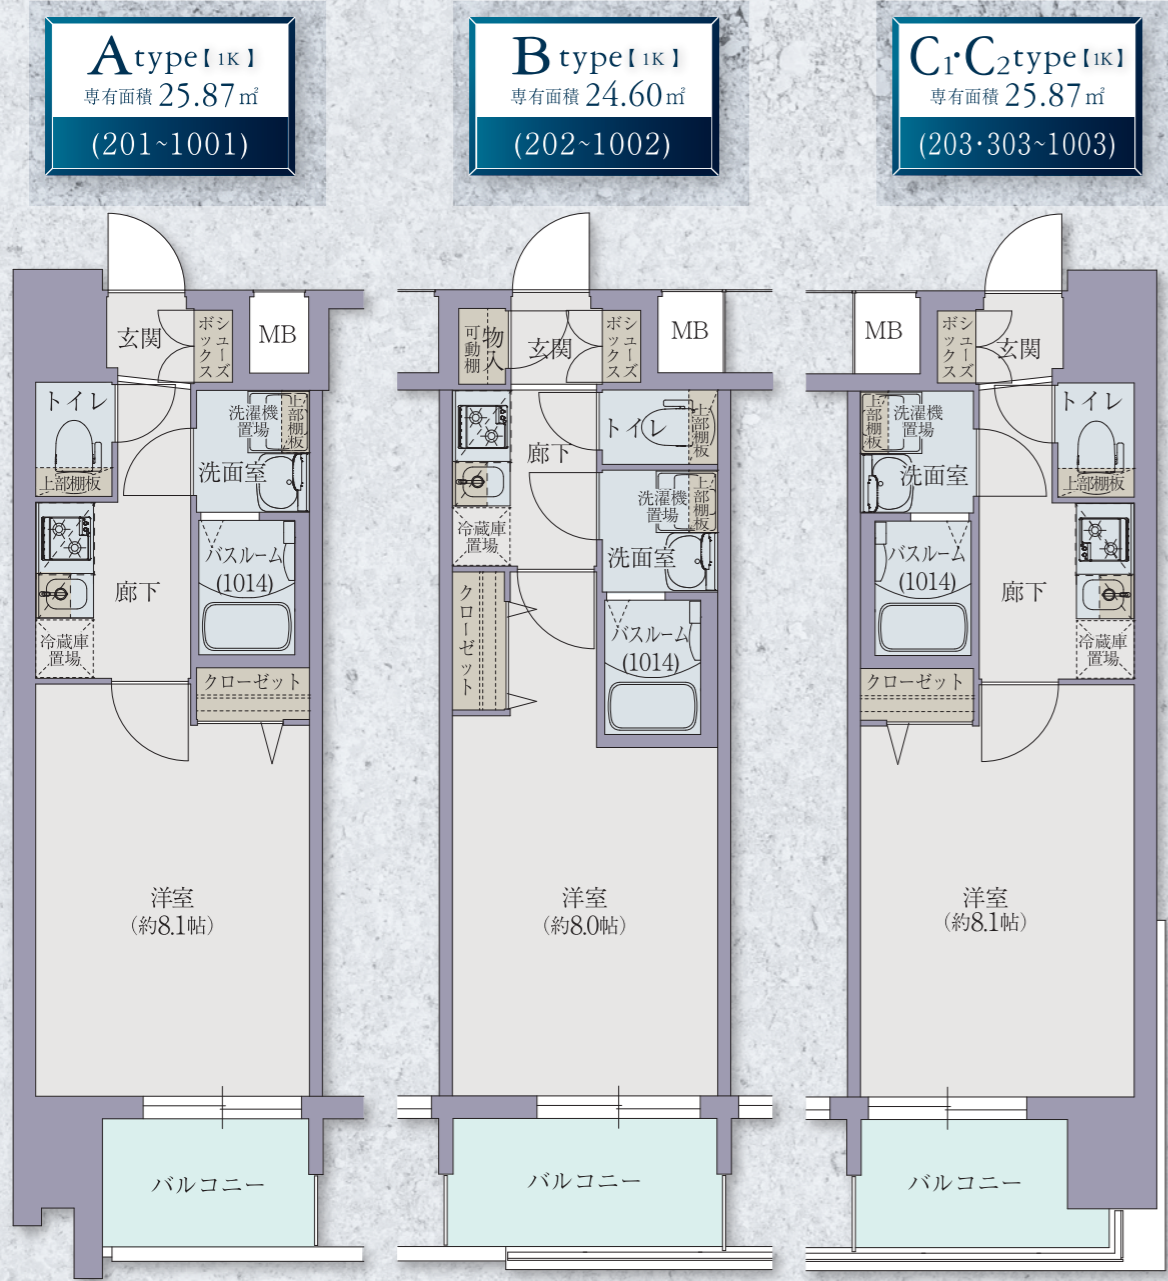 A type【1K】
専有面積 25.87㎡
(201~1001)
B type【1K】
専有面積 24.60㎡
(202~1002)
C1·C2type【1K】
専有面積 25.87㎡
(203·303~1003)
玄関
シューズ
ボックス
MB
トイレ
上部棚板
洗濯機
置場
上部棚板
洗面室
バスルーム
(1014)
廊下
冷蔵庫
置場
クローゼット
洋室
(約8.1帖)
バルコニー
物入
可動棚
玄関
シューズ
ボックス
MB
廊下
トイレ
上部棚板
洗濯機
置場
上部棚板
洗面室
冷蔵庫
置場
クローゼット
バスルーム
(1014)
洋室
(約8.0帖)
バルコニー
MB
シューズ
ボックス
玄関
トイレ
上部棚板
上部棚板
洗濯機
置場
洗面室
バスルーム
(1014)
廊下
冷蔵庫
置場
クローゼット
洋室
(約8.1帖)
バルコニー